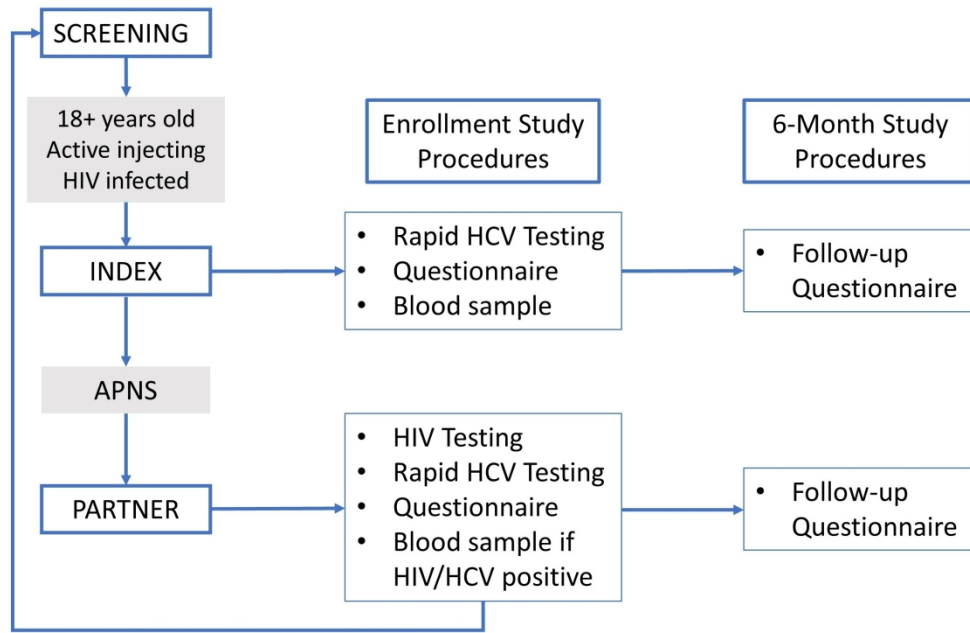 SCREENING
18+ years old
Active injecting
HIV infected
Enrollment Study
Procedures
6-Month Study
Procedures
INDEX
• Rapid HCV Testing
• Questionnaire
• Blood sample
• Follow-up
Questionnaire
APNS
PARTNER
• HIV Testing
• Rapid HCV Testing
• Questionnaire
• Blood sample if
HIV/HCV positive
• Follow-up
Questionnaire